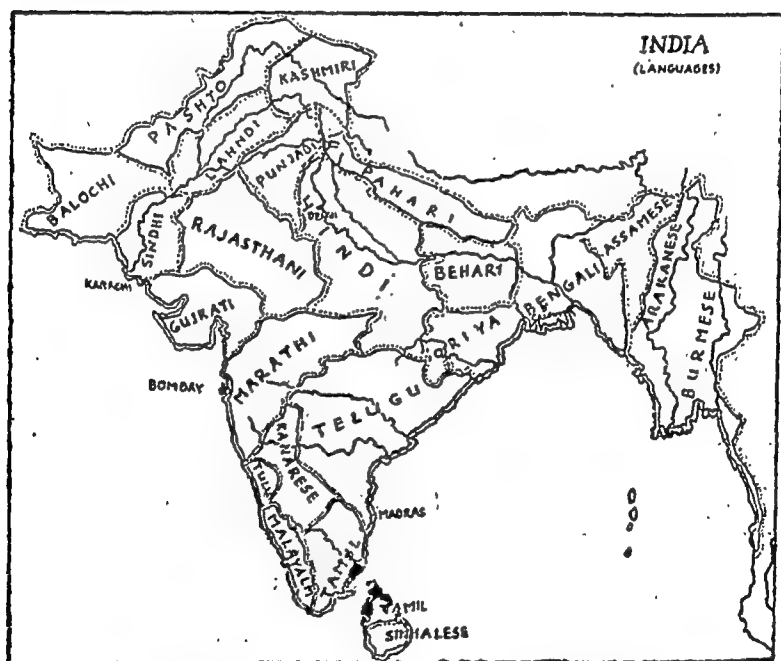 INDIA
(LANGUAGES)
KASHMIRI
PASHTO
LAHNDI
PUNJABI
PAHARI
BALOCHI
SINDHI
DELHI
HINDI
RAJASTHANI
KARACHI
GUJRATI
BEHARI
BENGALI
ASSAMESE
ARAKANESE
BURMESE
ORIYA
MARATHI
BOMBAY
TELUGU
KANARESE
TULU
MADRAS
MALAYALM
TAMIL
TAMIL
SINHALESE